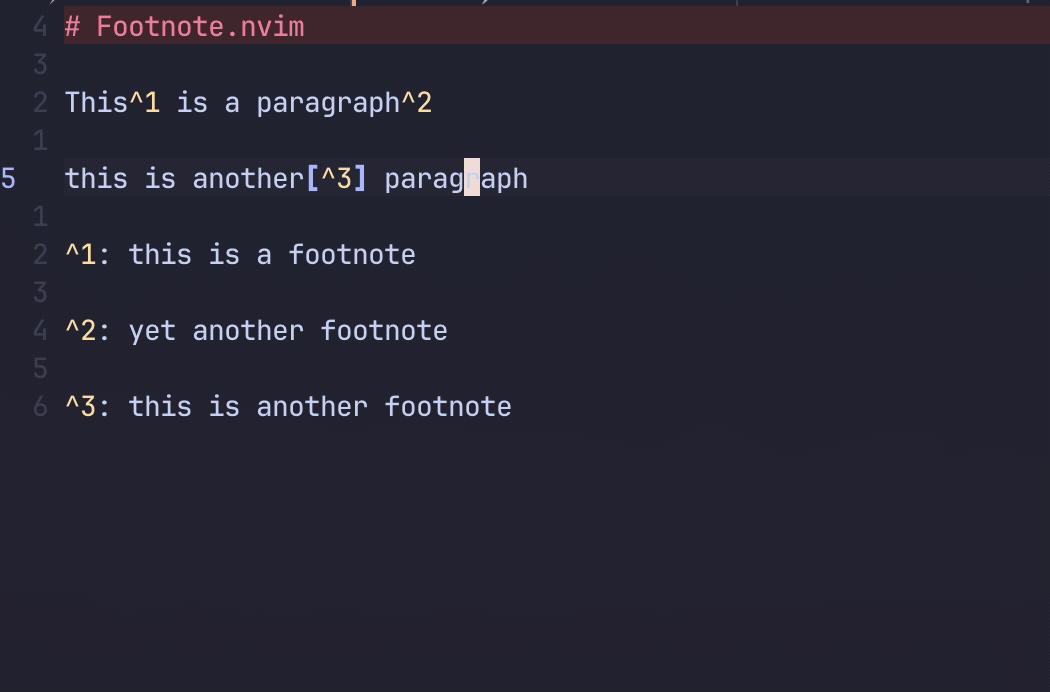 4 # Footnote.nvim
3
2 This^1 is a paragraph^2
1
5 this is another[^3] paragraph
1
2 ^1: this is a footnote
3
4 ^2: yet another footnote
5
6 ^3: this is another footnote